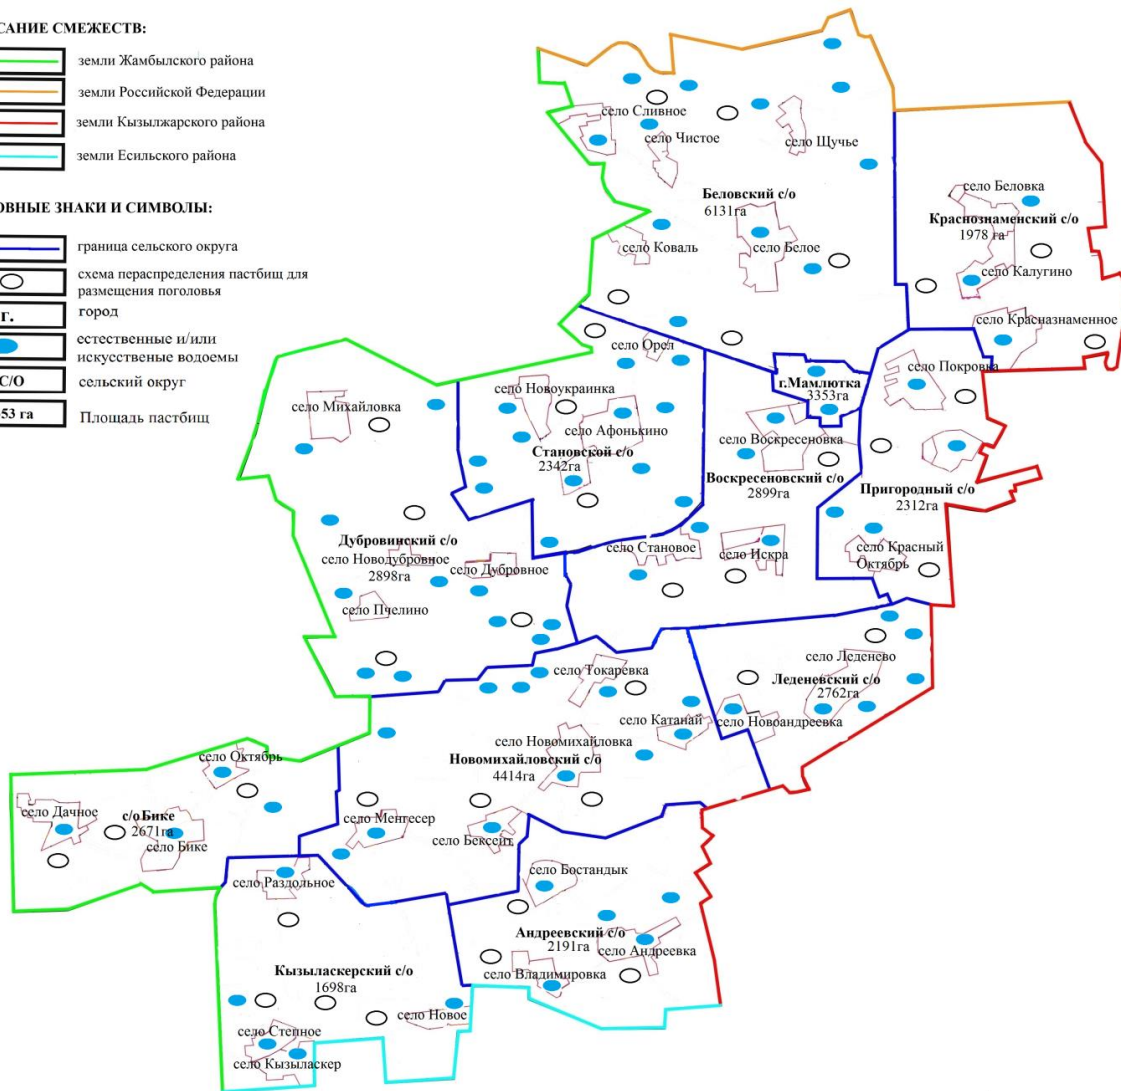 САНИЕ СМЕЖЕСТВ:
земли Жамбылского района
земли Российской Федерации
земли Кызылжарского района
земли Есильского района
ОВНЫЕ ЗНАКИ И СИМВОЛЫ:
граница сельского округа
схема перераспределения пастбищ для
размещения поголовья
г.
город
естественные и/или
искусственые водоемы
С/О
сельский округ
53 га
Площадь пастбищ
село Сливное
село Чистое
село Щучье
Беловский с/о
6131га
село Коваль
село Белое
село Беловка
Краснознаменский с/о
1978 га
село Калугино
село Красназнаменное
село Орел
село Покровка
г.Мамлютка
3353га
село Михайловка
село Новоукраинка
село Афонькино
Становской с/о
2342га
село Воскресеновка
Воскресеновский с/о
2899га
Пригородный с/о
2312га
Дубровинский с/о
село Новодубровное
2898га
село Дубровное
село Пчелино
село Становое
село Искра
село Красный
Октябрь
село Леденево
Леденевский с/о
2762га
село Новоандреевка
село Токаревка
село Катанай
село Новомихайловка
Новомихайловский с/о
4414га
село Октябрь
село Дачное
с/о Бике
2671га
село Бике
село Менгесер
село Бексеит
село Раздольное
село Бостандык
Андреевский с/о
2191га
село Андреевка
село Владимировка
Кызыласкерский с/о
1698га
село Новое
село Степное
село Кызыласкер